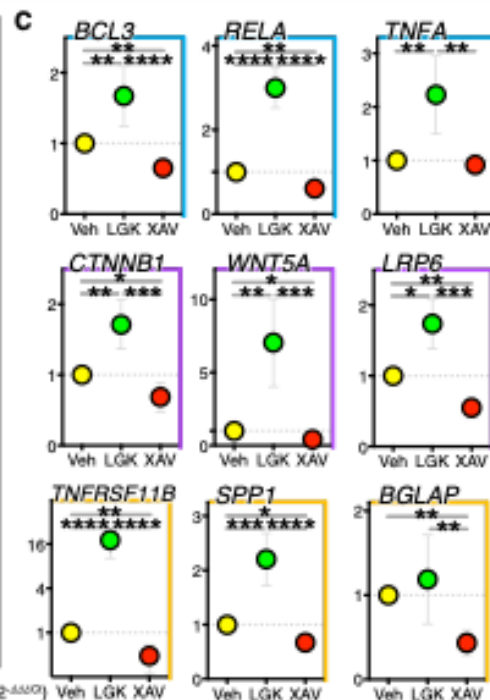 C
BCL3
RELA
TNFA
**
**
** ****
**** ****
** **
2
1
0
4
2
0
3
2
1
0
Veh LGK XAV
Veh LGK XAV
Veh LGK XAV
CTNNB1
WNT5A
LRP6
*
*
**
** ***
** ***
* ***
2
1
0
10
5
0
2
1
0
Veh LGK XAV
Veh LGK XAV
Veh LGK XAV
TNFRSF11B
SPP1
BGLAP
**
*
**
**** ****
*** ****
**
16
4
1
3
2
1
0
2
1
0
Veh LGK XAV
Veh LGK XAV
Veh LGK XAV